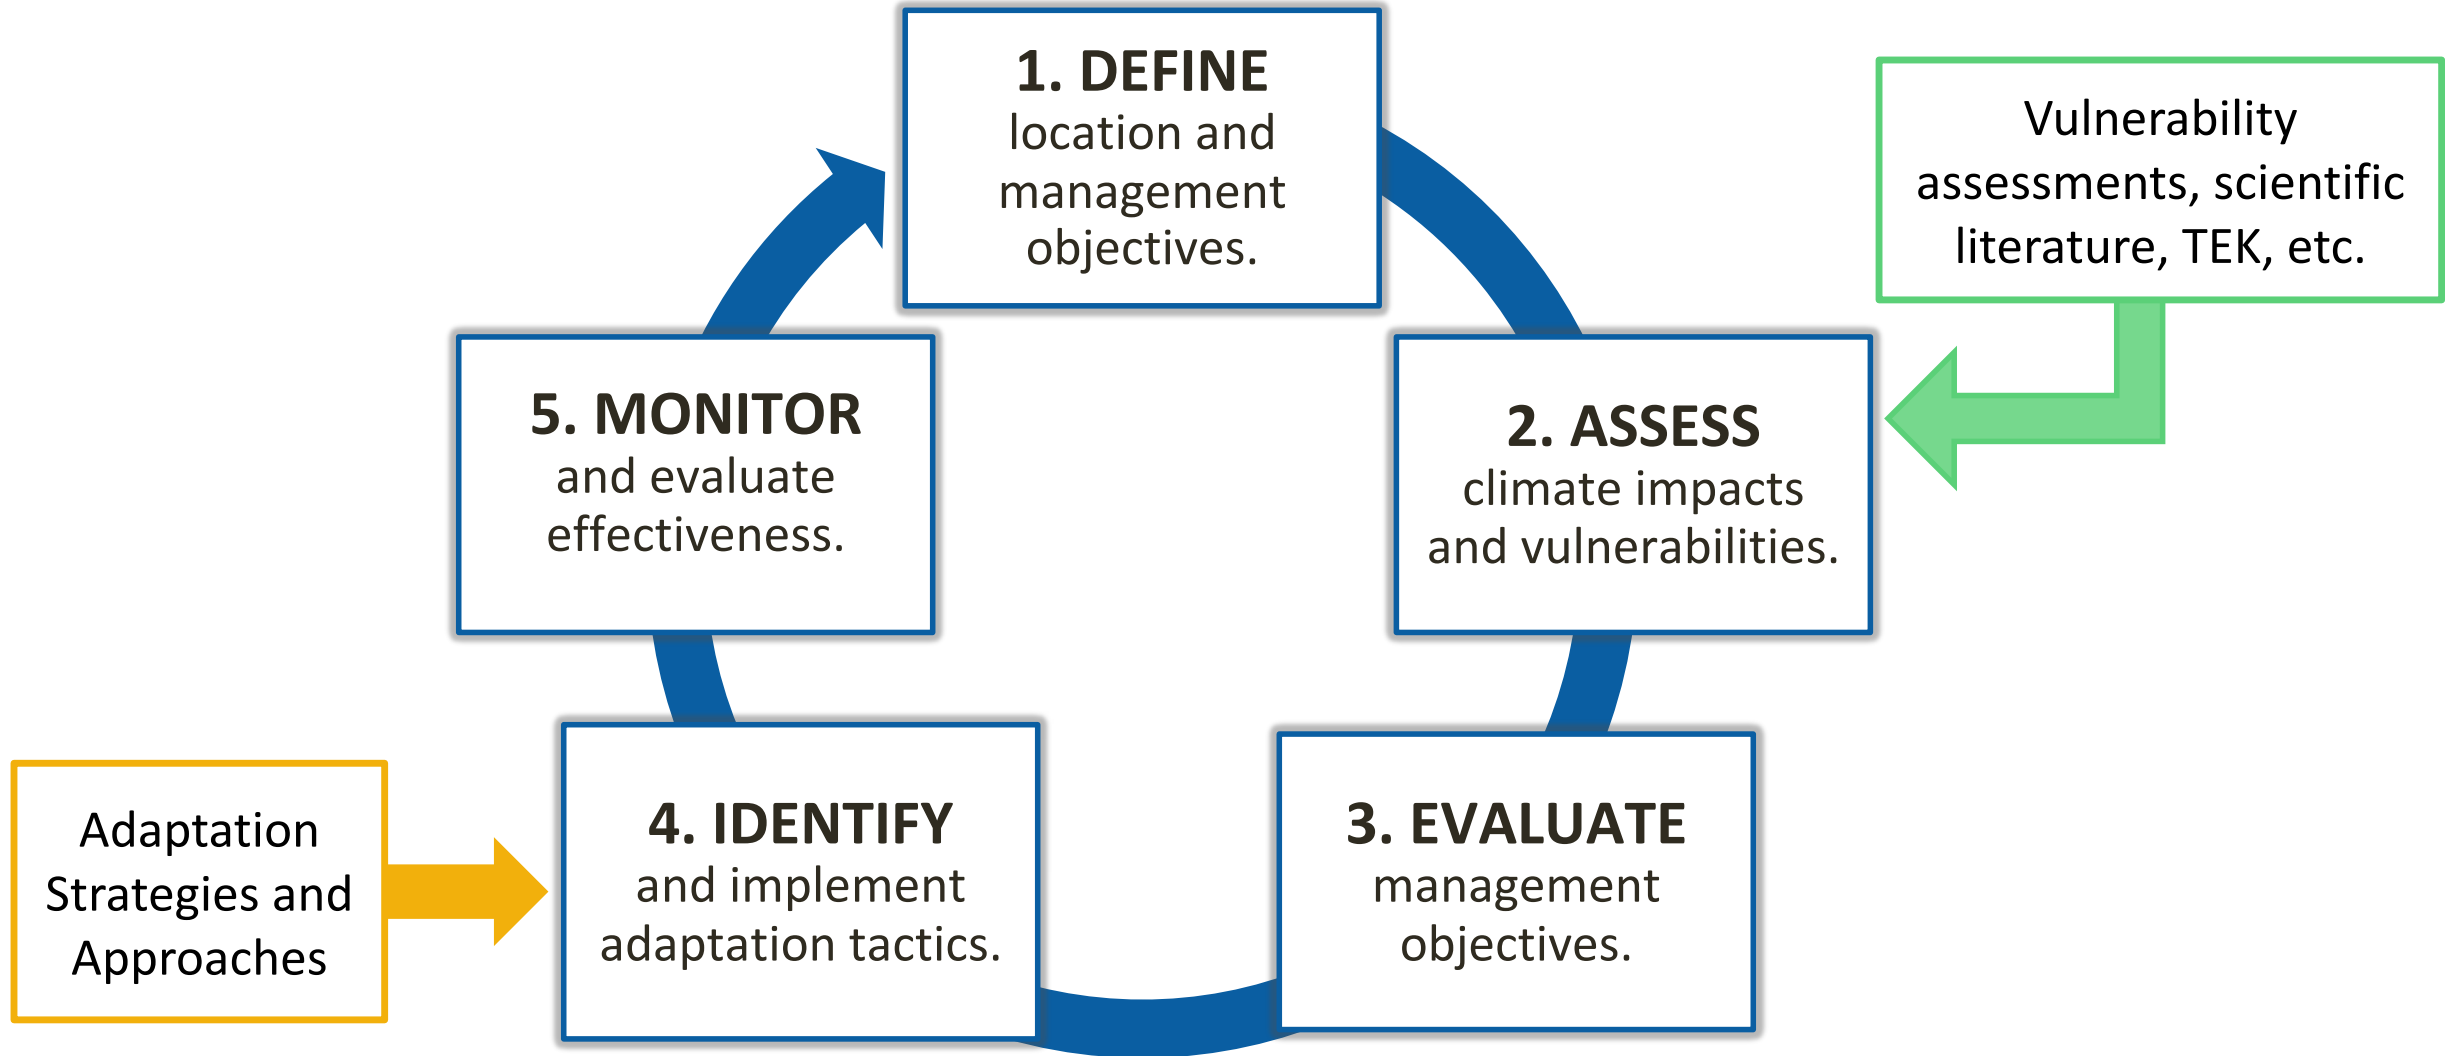 1. DEFINE
location and
management
objectives.
Vulnerability
assessments, scientific
literature, TEK, etc.
2. ASSESS
climate impacts
and vulnerabilities.
3. EVALUATE
management
objectives.
4. IDENTIFY
and implement
adaptation tactics.
Adaptation
Strategies and
Approaches
5. MONITOR
and evaluate
effectiveness.